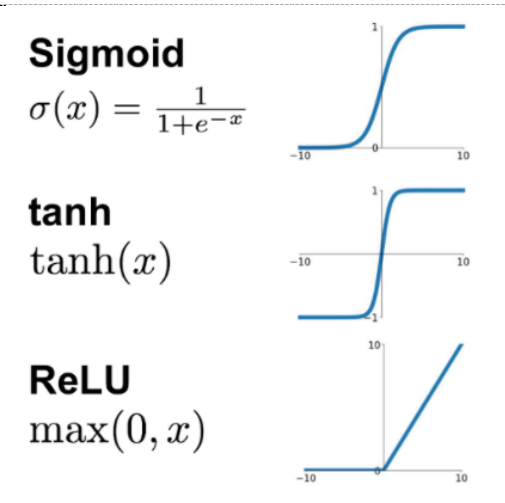 Sigmoid
σ(x) = 1/(1+e^{-x})
1
0
-10
10
tanh
tanh(x)
1
-10
10
-1
ReLU
max(0, x)
10
0
-10
10